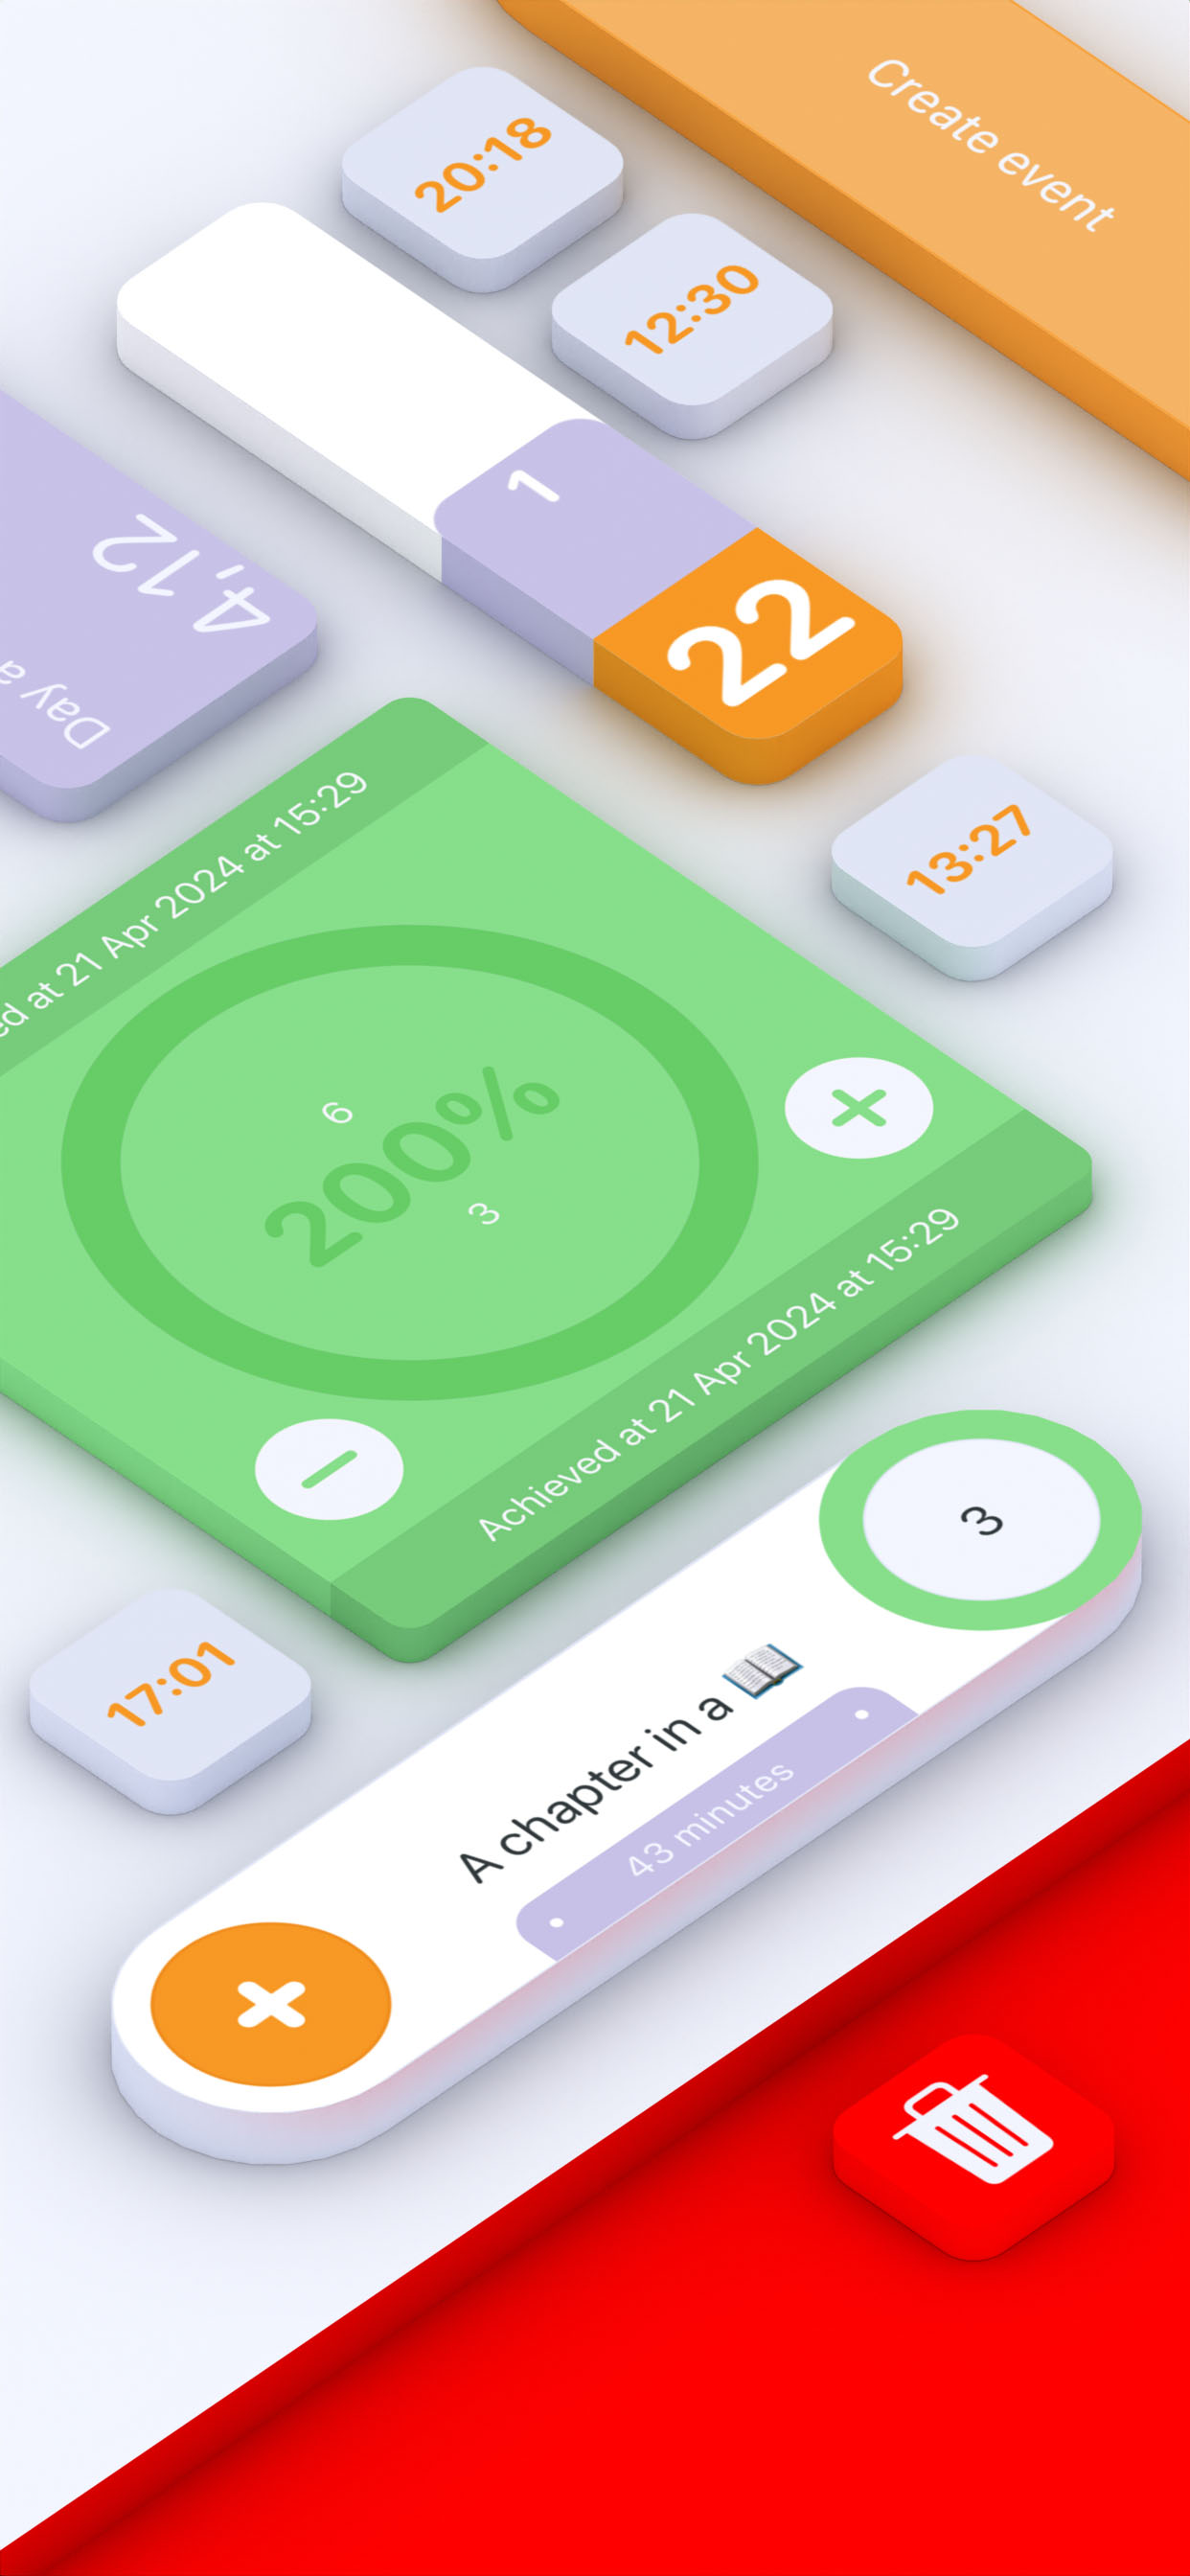 Create event
20:18
12:30
1
22
4,12
Day a
13:27
ed at 21 Apr 2024 at 15:29
6
200%
3
Achieved at 21 Apr 2024 at 15:29
3
17:01
A chapter in a 📖
43 minutes